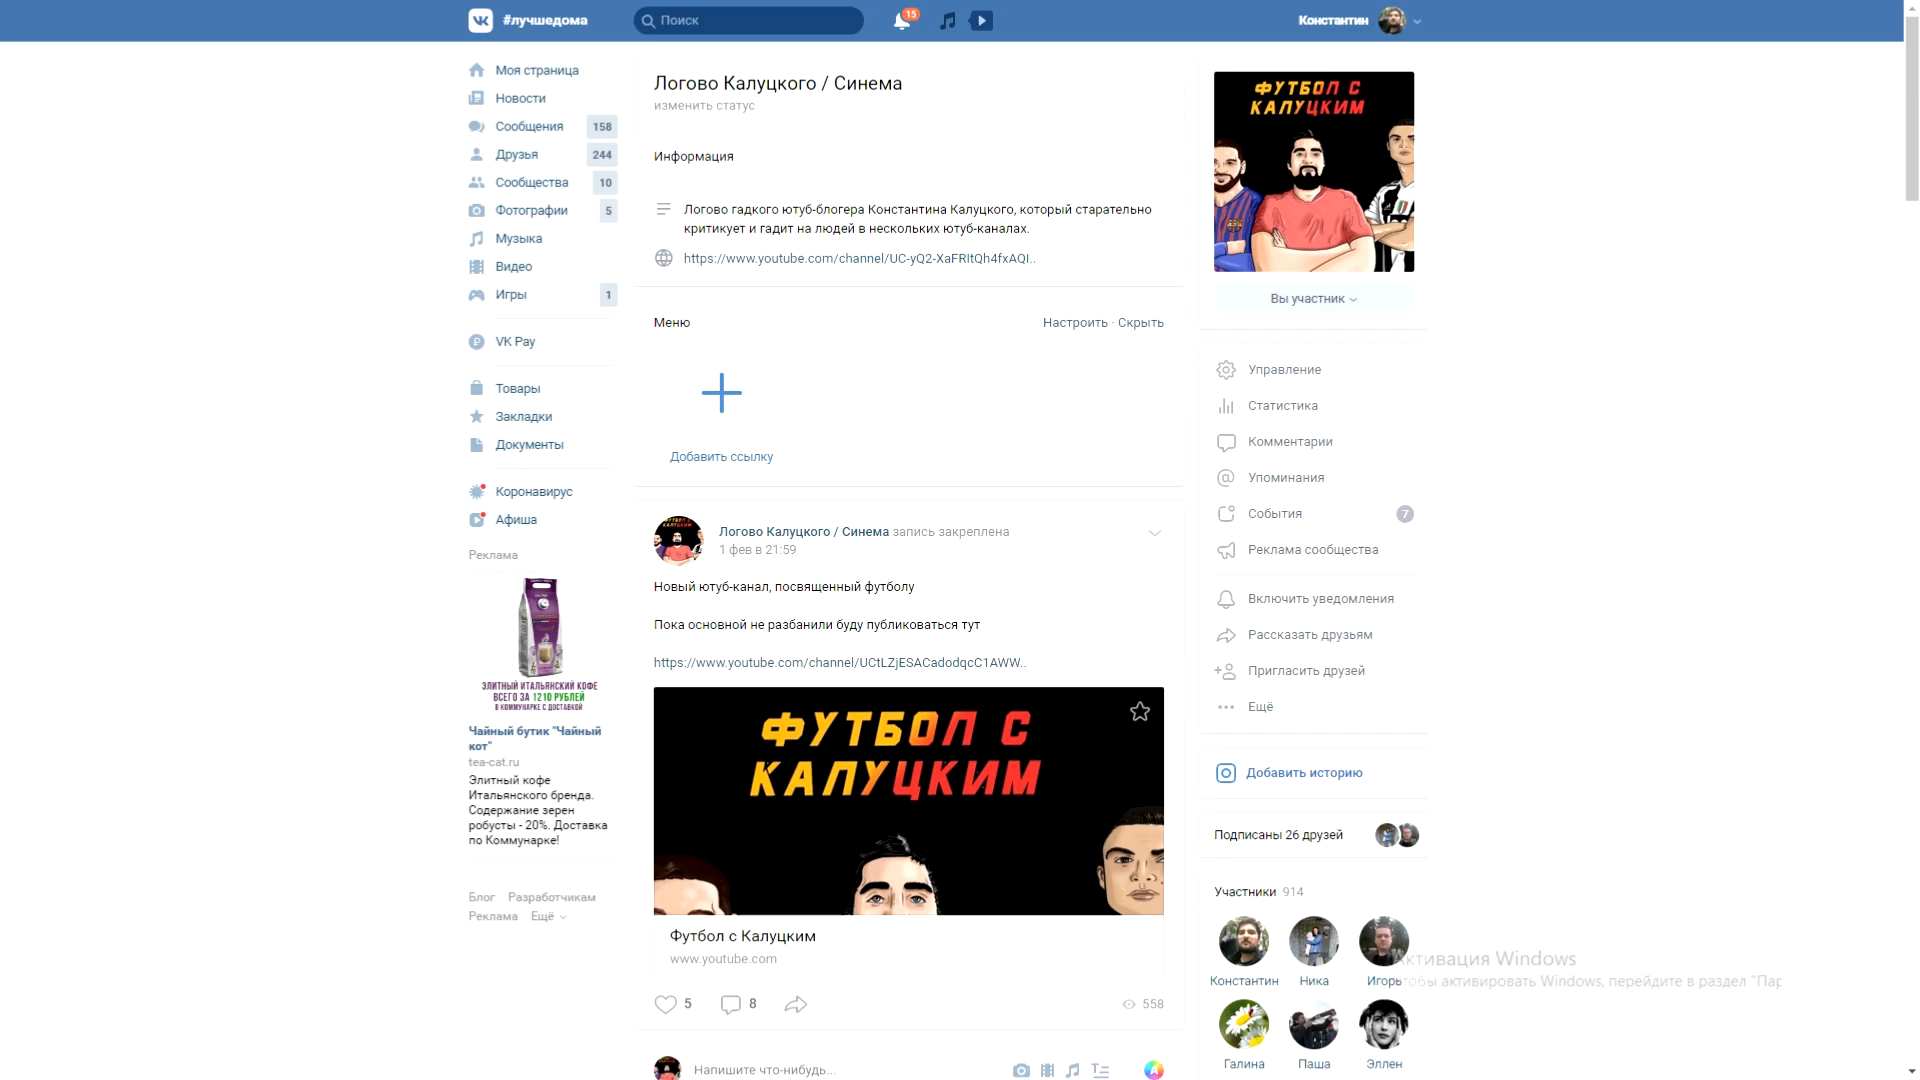 #лучшедома
Поиск
15
Константин
Моя страница
Новости
Сообщения 158
Друзья 244
Сообщества 10
Фотографии 5
Музыка
Видео
Игры 1
VK Pay
Товары
Закладки
Документы
Коронавирус
Афиша
Реклама
ЭЛИТНЫЙ ИТАЛЬЯНСКИЙ КОФЕ
ВСЕГО ЗА 1210 РУБЛЕЙ
В КОММУНАРКЕ С ДОСТАВКОЙ
Чайный бутик "Чайный
кот"
tea-cat.ru
Элитный кофе
Итальянского бренда.
Содержание зерен
робусты - 20%. Доставка
по Коммунарке!
Блог Разработчикам
Реклама Ещё
Логово Калуцкого / Синема
изменить статус
Информация
Логово гадкого ютуб-блогера Константина Калуцкого, который старательно
критикует и гадит на людей в нескольких ютуб-каналах.
https://www.youtube.com/channel/UC-yQ2-XaFRItQh4fxAQI..
Меню
Настроить · Скрыть
Добавить ссылку
Логово Калуцкого / Синема запись закреплена
1 фев в 21:59
Новый ютуб-канал, посвященный футболу
Пока основной не разбанили буду публиковаться тут
https://www.youtube.com/channel/UCtLZjESACadodqcC1AWW..
ФУТБОЛ С
КАЛУЦКИМ
Футбол с Калуцким
www.youtube.com
5 8 558
Напишите что-нибудь...
ФУТБОЛ С
КАЛУЦКИМ
Вы участник
Управление
Статистика
Комментарии
Упоминания
События 7
Реклама сообщества
Включить уведомления
Рассказать друзьям
Пригласить друзей
Ещё
Добавить историю
Подписаны 26 друзей
Участники 914
Константин Ника Игорь
Галина Паша Эллен
Активация Windows
Чтобы активировать Windows, перейдите в раздел "Пар